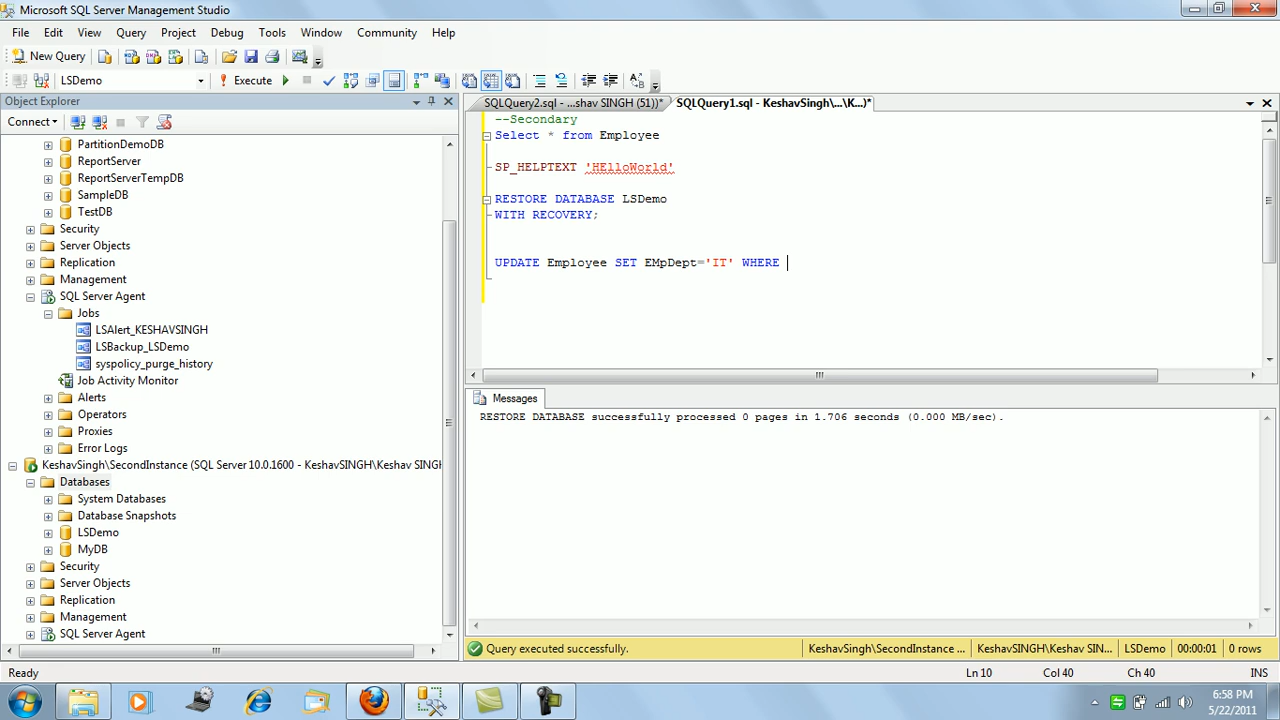 Microsoft SQL Server Management Studio
File Edit View Query Project Debug Tools Window Community Help
New Query
LSDemo Execute
Object Explorer
SQLQuery2.sql - ...shav SINGH (51))* SQLQuery1.sql - KeshavSingh\...\K...)*
Connect
PartitionDemoDB
ReportServer
ReportServerTempDB
SampleDB
TestDB
Security
Server Objects
Replication
Management
SQL Server Agent
Jobs
LSAlert_KESHAVSINGH
LSBackup_LSDemo
syspolicy_purge_history
Job Activity Monitor
Alerts
Operators
Proxies
Error Logs
KeshavSingh\SecondInstance (SQL Server 10.0.1600 - KeshavSINGH\Keshav SINGH
Databases
System Databases
Database Snapshots
LSDemo
MyDB
Security
Server Objects
Replication
Management
SQL Server Agent
--Secondary
Select * from Employee
SP_HELPTEXT 'HElloWorld'
RESTORE DATABASE LSDemo
WITH RECOVERY;
UPDATE Employee SET EMpDept='IT' WHERE
Messages
RESTORE DATABASE successfully processed 0 pages in 1.706 seconds (0.000 MB/sec).
Query executed successfully. KeshavSingh\SecondInstance ... KeshavSINGH\Keshav SIN... LSDemo 00:00:01 0 rows
Ready Ln 10 Col 40 Ch 40 INS
6:58 PM
5/22/2011